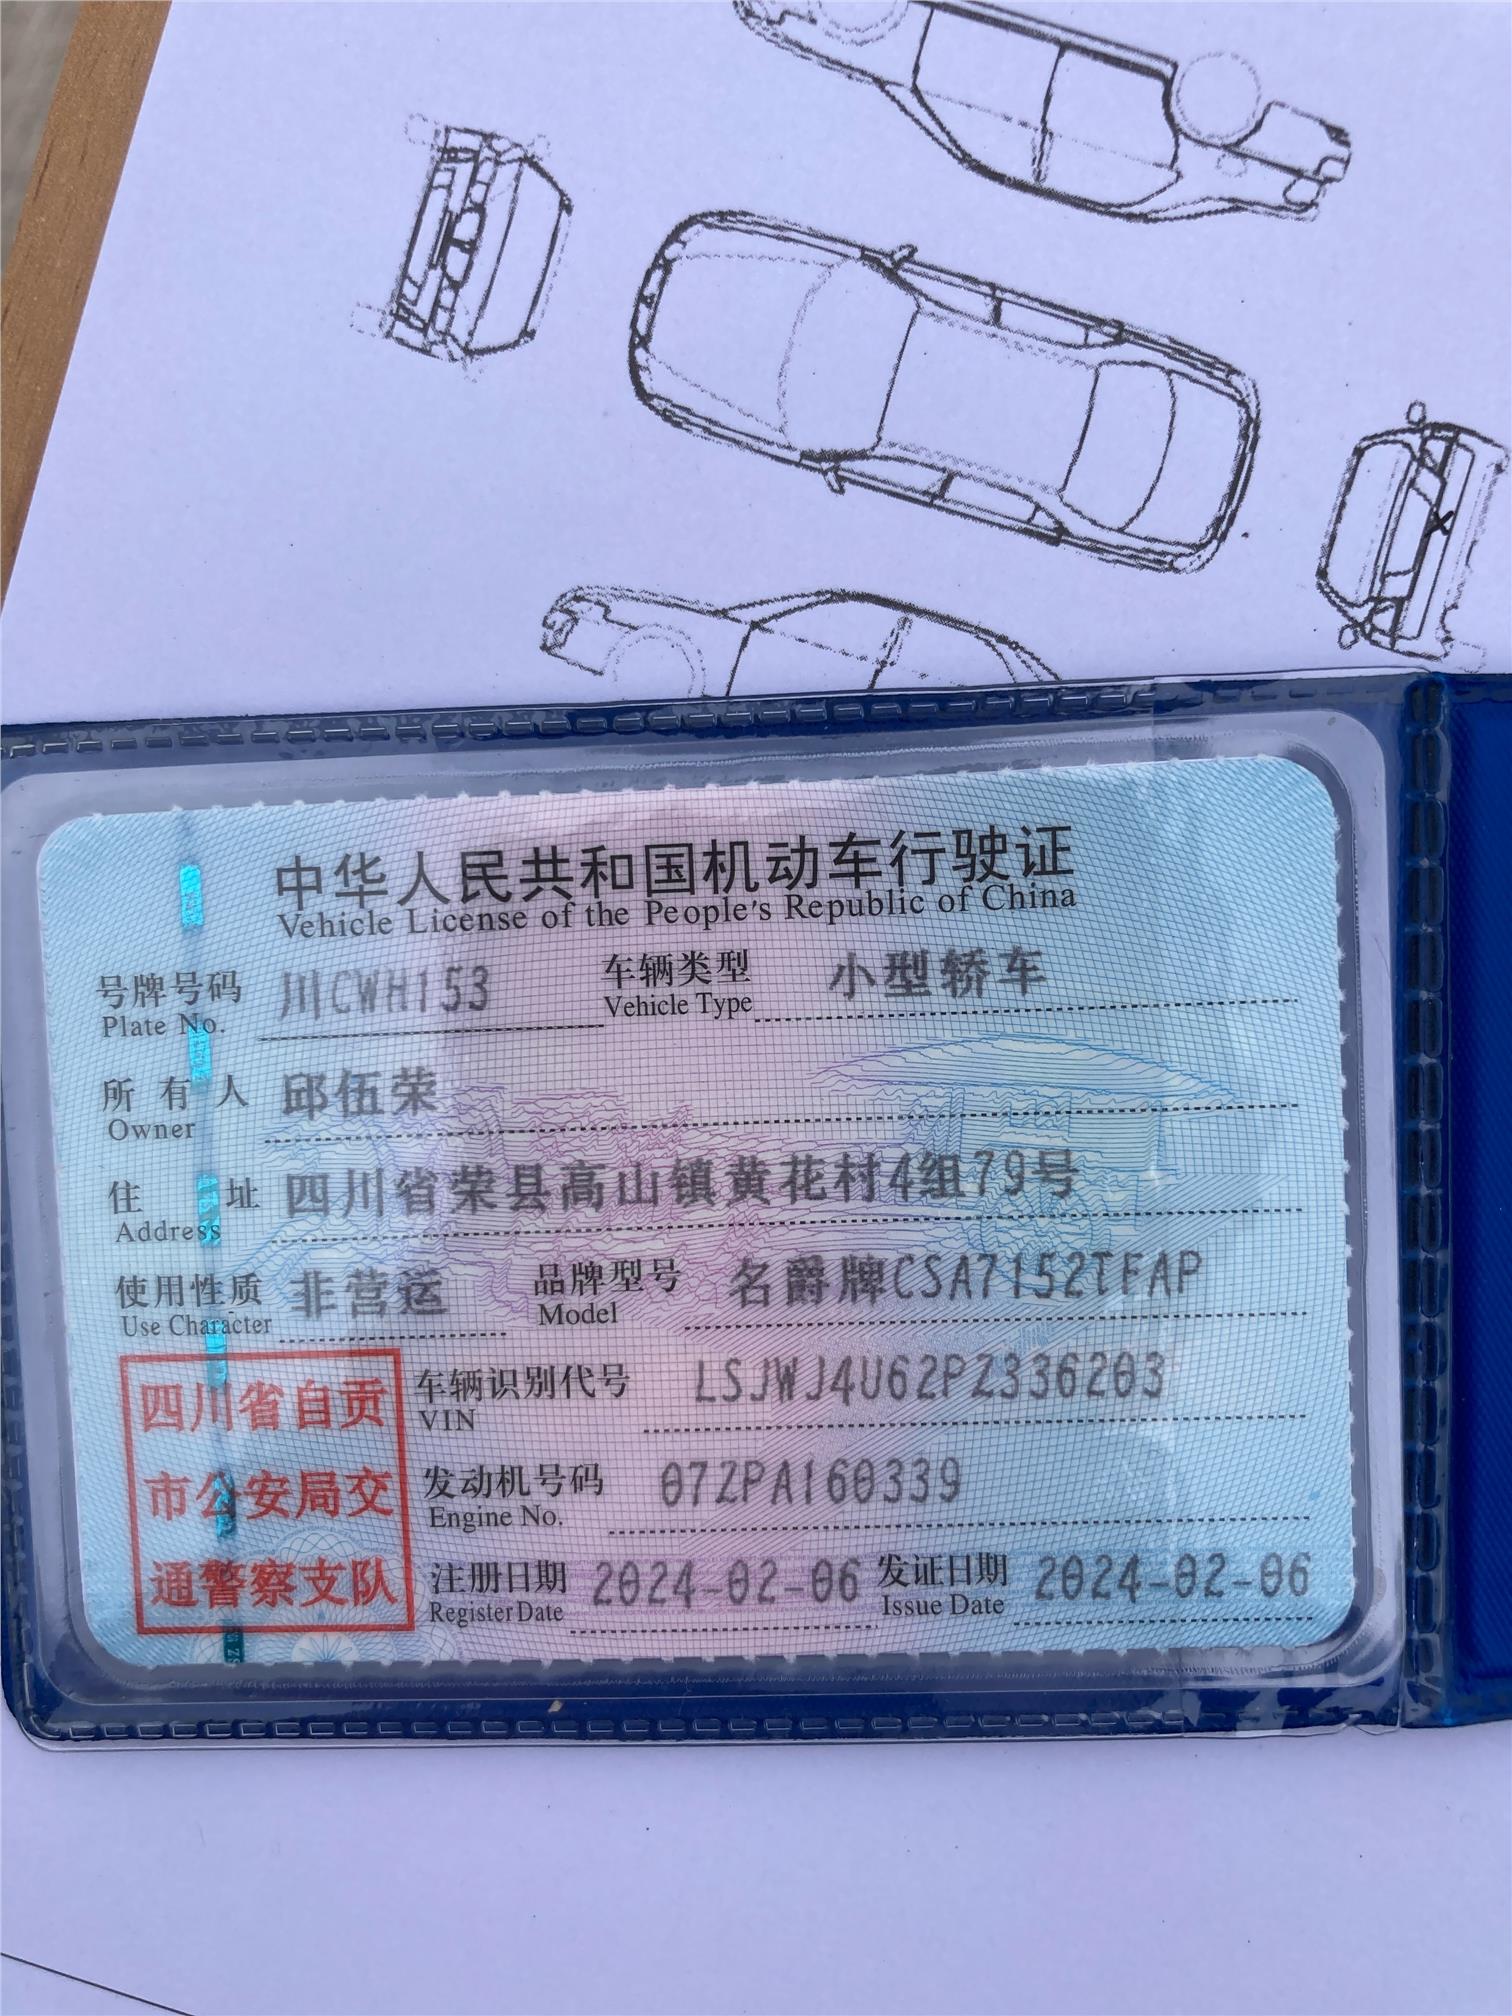 中华人民共和国机动车行驶证
Vehicle License of the People's Republic of China
号牌号码 川CWH153 车辆类型 小型轿车
Plate No. Vehicle Type
所有人 邱伍荣
Owner
住址 四川省荣县高山镇黄花村4组79号
Address
使用性质 非营运 品牌型号 名爵牌CSA7152TFAP
Use Character Model
四川省自贡
市公安局交
通警察支队
车辆识别代号 LSJWJ4U62PZ336203
VIN
发动机号码 07ZPA160339
Engine No.
注册日期 2024-02-06 发证日期 2024-02-06
Register Date Issue Date